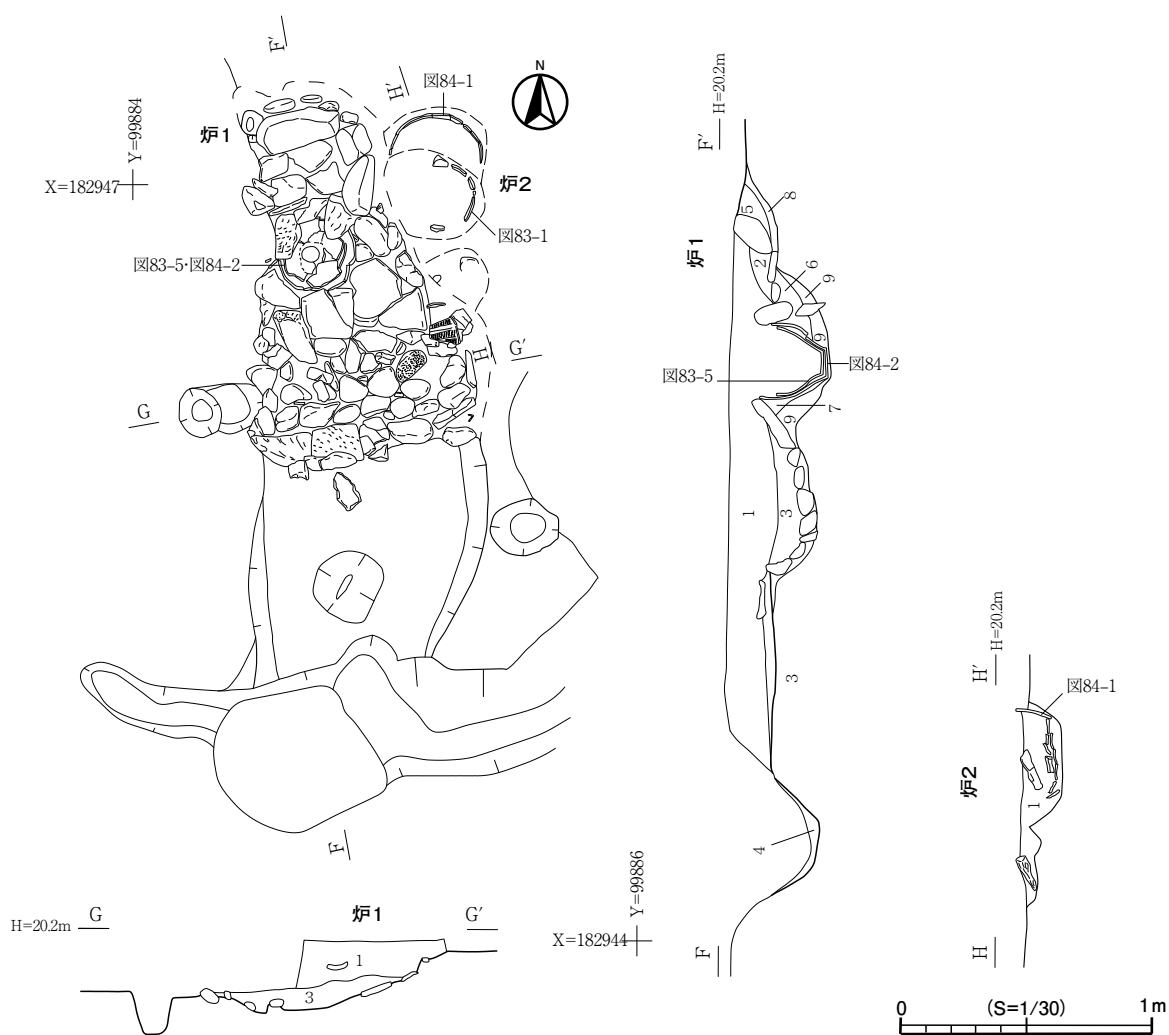 F′
H′
図84-1
N
Y=99884
炉1
X=182947
炉2
図83-1
図83-5·図84-2
H
G′
G
F
H=20.2m
G
炉1
G′
1
3
H=20.2m
F′
炉1
5
8
2
6
9
9
図83-5
図84-2
7
9
1
3
3
4
F
Y=99886
X=182944
H=20.2m
H′
図84-1
炉2
1
H
0
(S=1/30)
1m